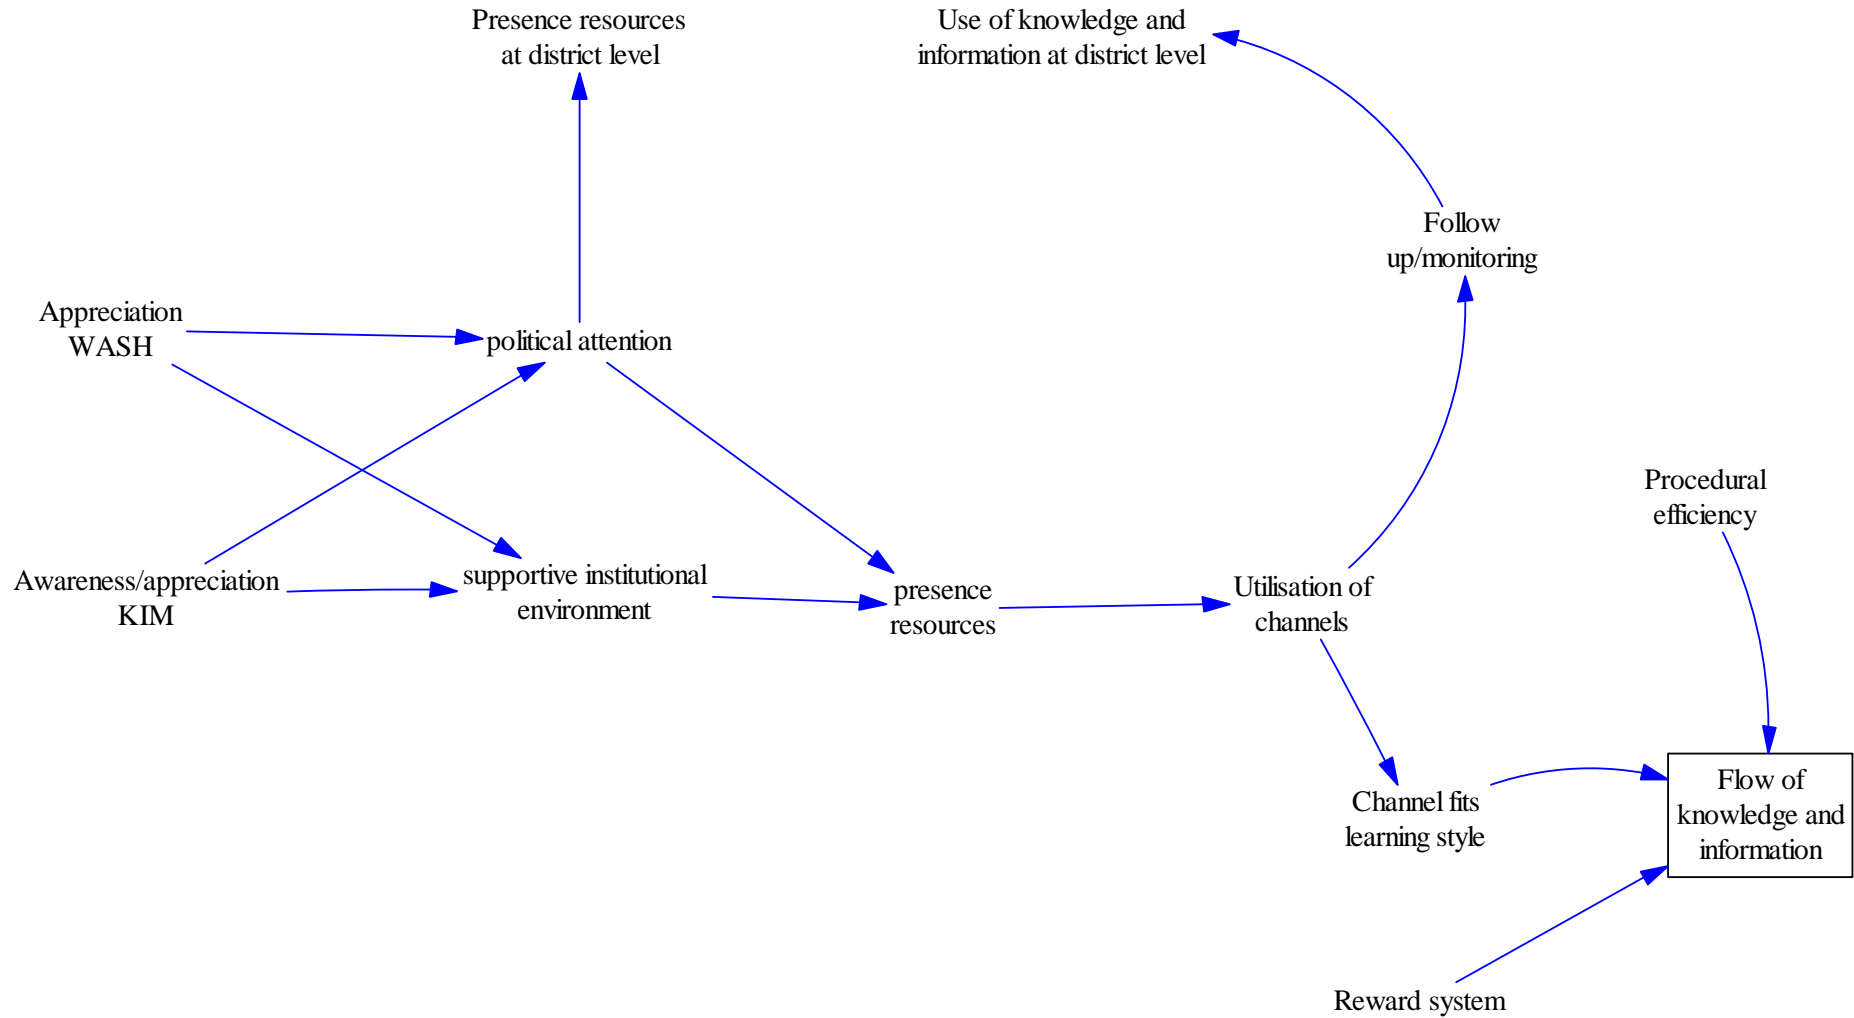 Presence resources
at district level
Use of knowledge and
information at district level
Follow
up/monitoring
Appreciation
WASH
political attention
Procedural
efficiency
Awareness/appreciation
KIM
supportive institutional
environment
presence
resources
Utilisation of
channels
Channel fits
learning style
Flow of
knowledge and
information
Reward system